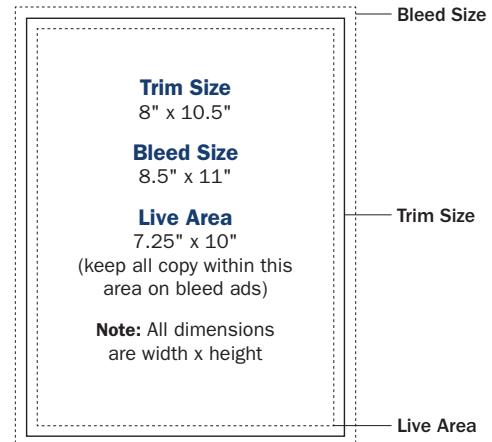 Bleed Size
Trim Size
8" x 10.5"
Bleed Size
8.5" x 11"
Live Area
7.25" x 10"
(keep all copy within this
area on bleed ads)
Note: All dimensions
are width x height
Trim Size
Live Area